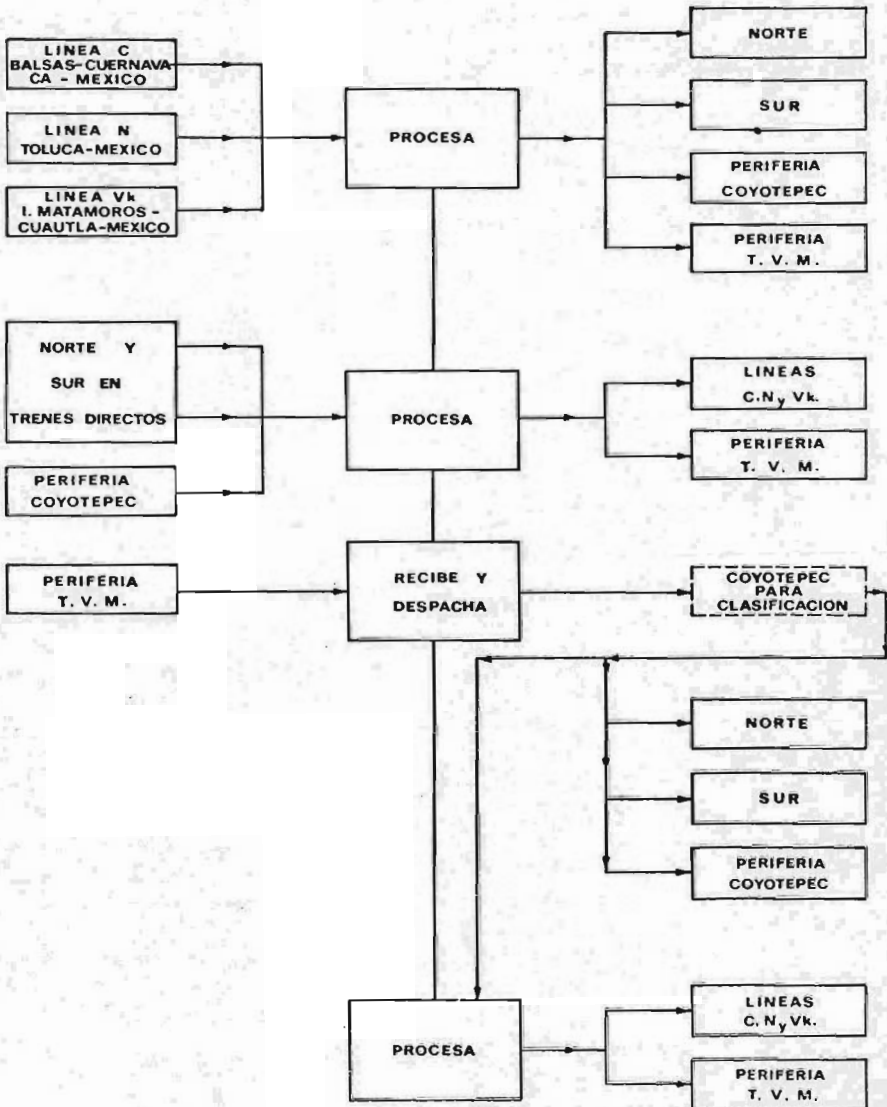 LINEA C
BALSAS-CUERNAVA
CA - MEXICO
LINEA N
TOLUCA-MEXICO
LINEA Vk
I. MATAMOROS-
CUAUTLA-MEXICO
PROCESA
NORTE
SUR
PERIFERIA
COYOTEPEC
PERIFERIA
T. V. M.
NORTE Y
SUR EN
TRENES DIRECTOS
PERIFERIA
COYOTEPEC
PROCESA
LINEAS
C.N y Vk.
PERIFERIA
T. V. M.
PERIFERIA
T. V. M.
RECIBE Y
DESPACHA
COYOTEPEC
PARA
CLASIFICACION
NORTE
SUR
PERIFERIA
COYOTEPEC
PROCESA
LINEAS
C. N y Vk.
PERIFERIA
T. V. M.